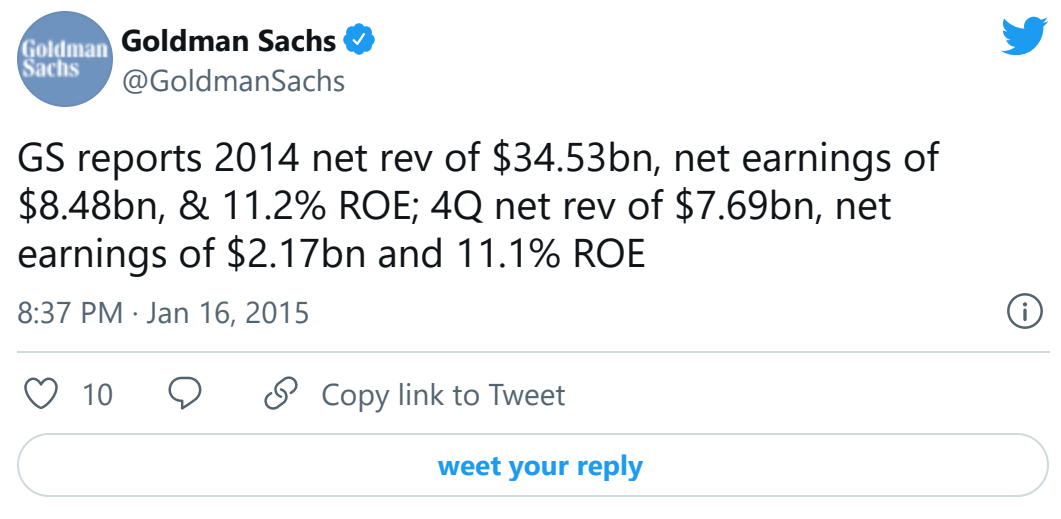 Goldman
Sachs
Goldman Sachs
@GoldmanSachs
GS reports 2014 net rev of $34.53bn, net earnings of
$8.48bn, & 11.2% ROE; 4Q net rev of $7.69bn, net
earnings of $2.17bn and 11.1% ROE
8:37 PM · Jan 16, 2015
10
Copy link to Tweet
weet your reply